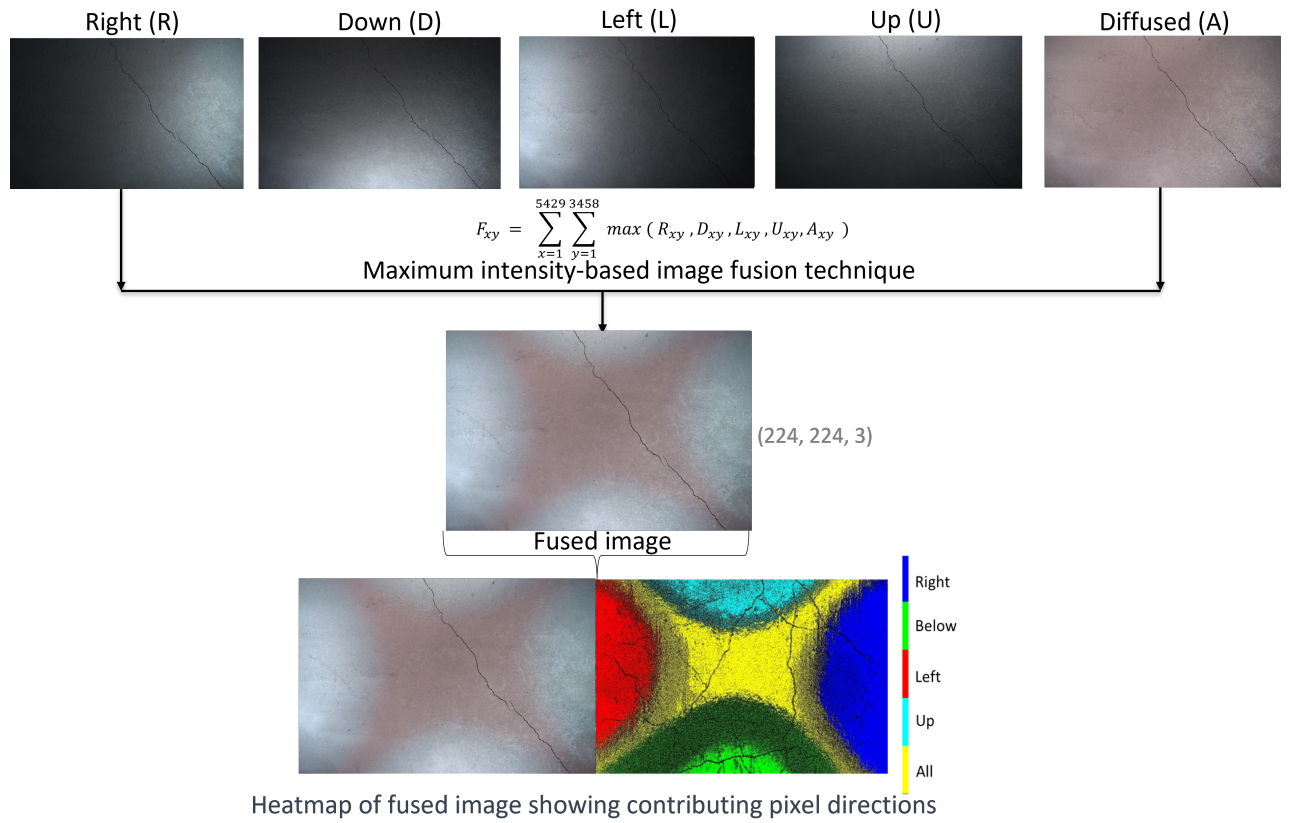 Right (R) Down (D) Left (L) Up (U) Diffused (A)
5429 3458
F_xy = ∑ ∑ max ( R_xy , D_xy , L_xy , U_xy, A_xy )
x=1 y=1
Maximum intensity-based image fusion technique
(224, 224, 3)
Fused image
Right
Below
Left
Up
All
Heatmap of fused image showing contributing pixel directions